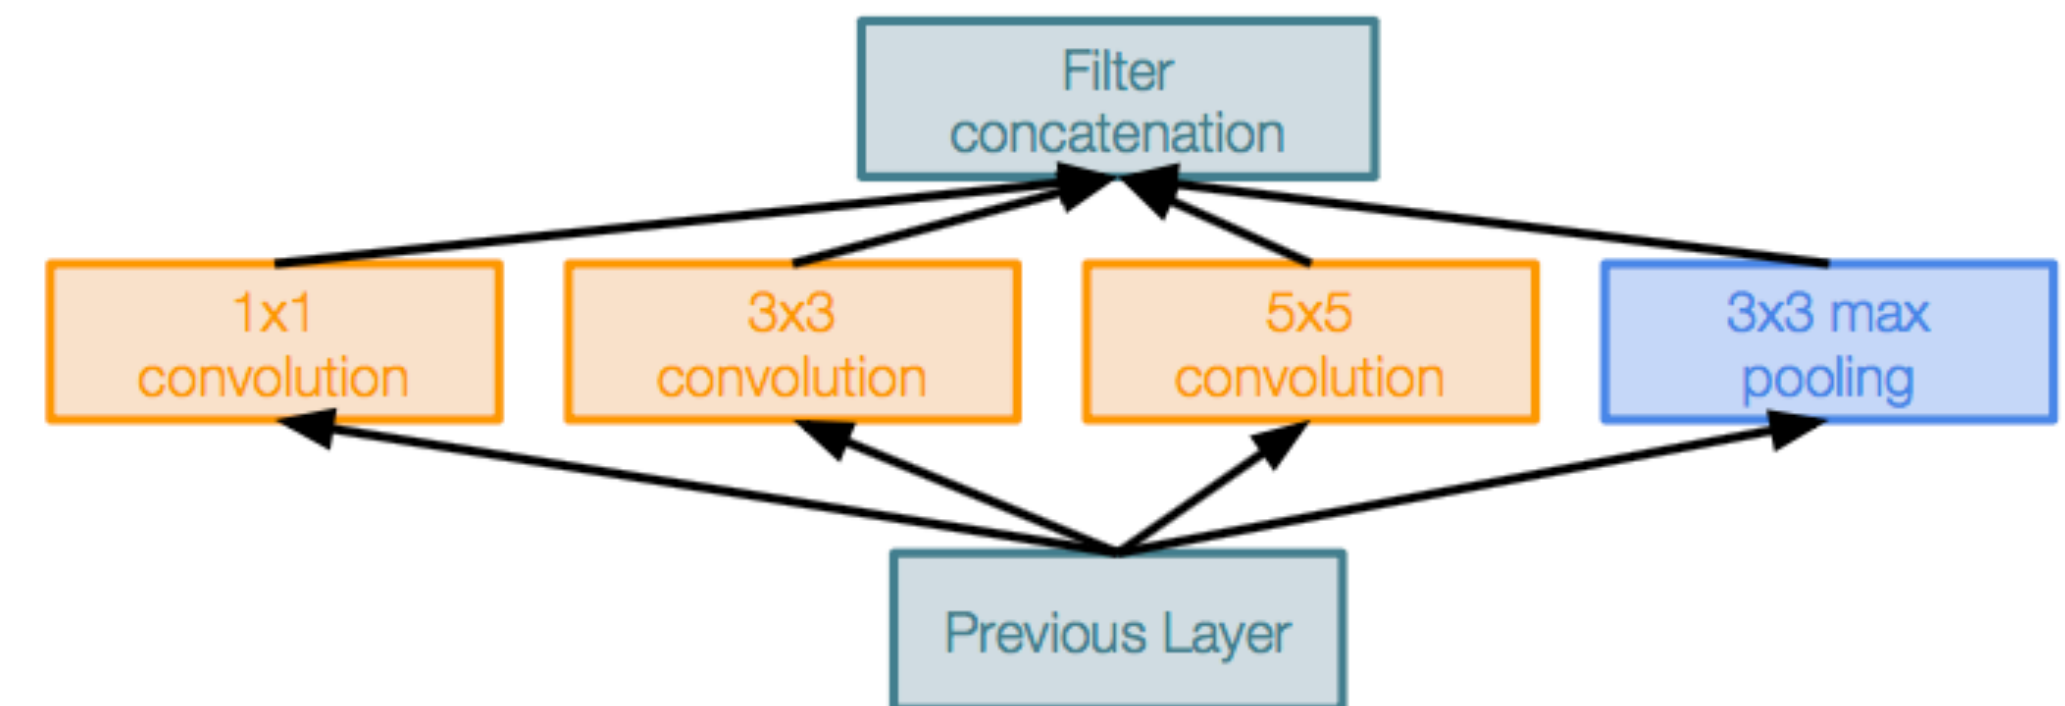 Filter
concatenation
1x1
convolution
3x3
convolution
5x5
convolution
3x3 max
pooling
Previous Layer